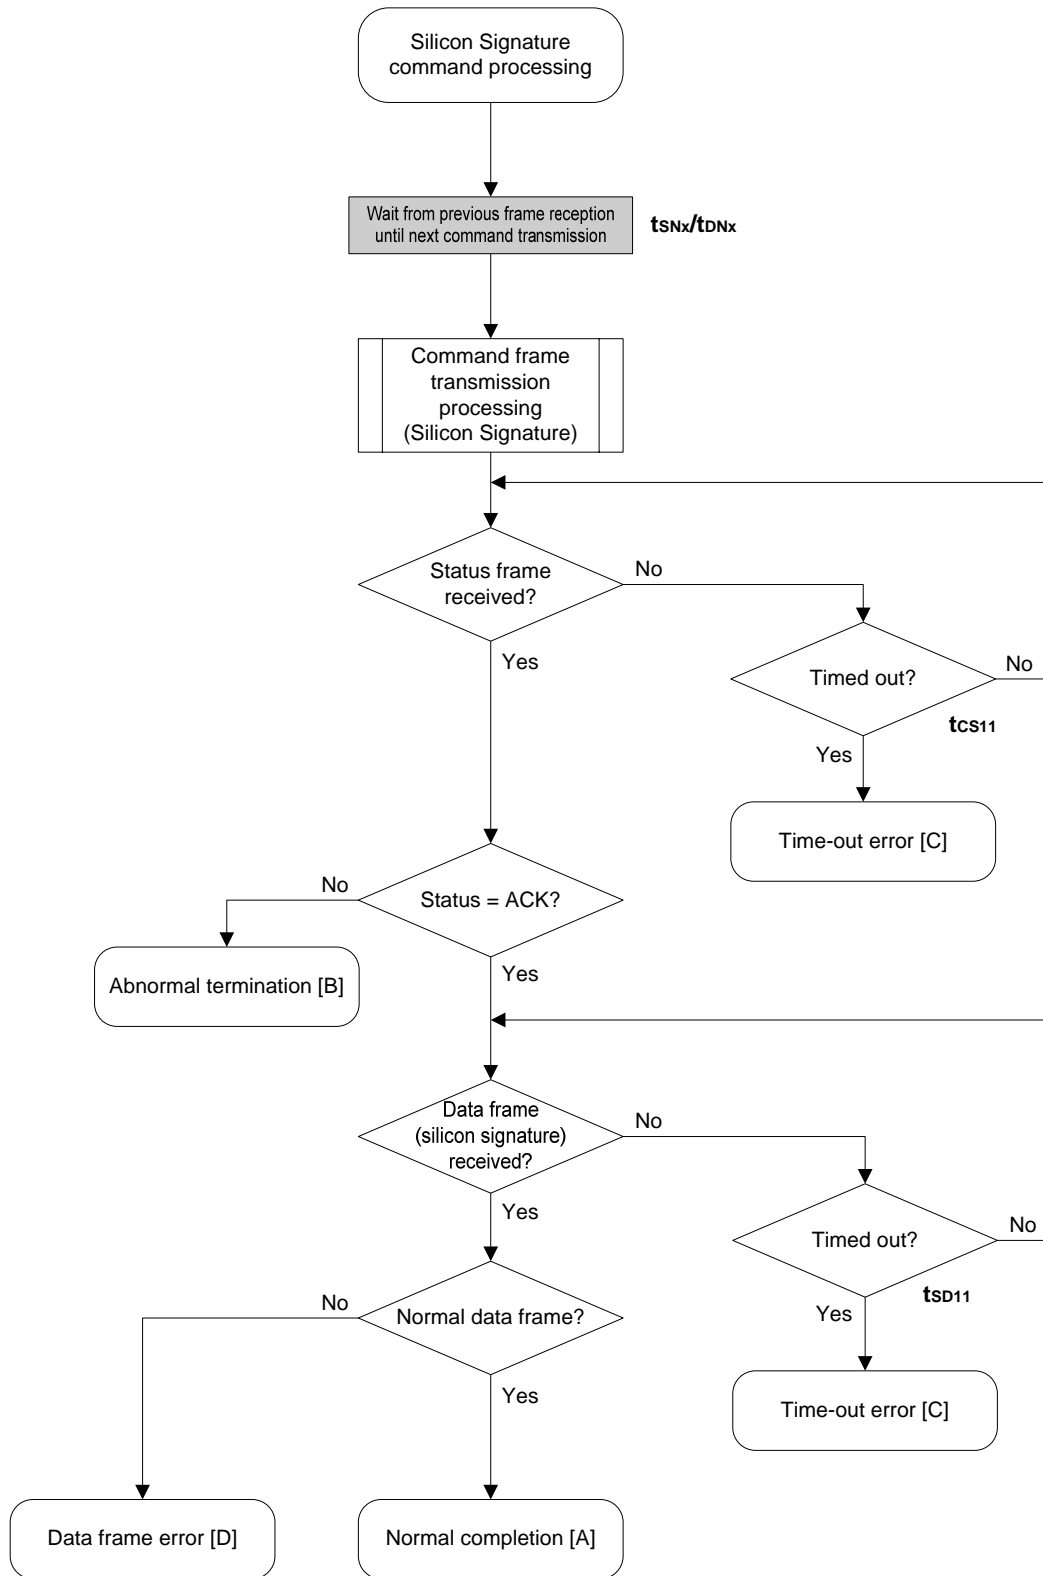 Silicon Signature
command processing
Wait from previous frame reception
until next command transmission
tSNx/tDNx
Command frame
transmission
processing
(Silicon Signature)
Status frame
received?
No
Yes
Timed out?
No
tCS11
Yes
Time-out error [C]
No
Status = ACK?
Abnormal termination [B]
Yes
Data frame
(silicon signature)
received?
No
Yes
Timed out?
No
tSD11
Yes
Time-out error [C]
No
Normal data frame?
Yes
Data frame error [D]
Normal completion [A]